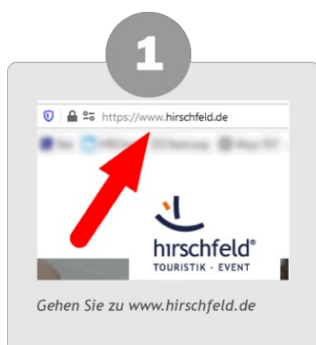 1
https://www.hirschfeld.de
hirschfeld®
TOURISTIK · EVENT
Gehen Sie zu www.hirschfeld.de